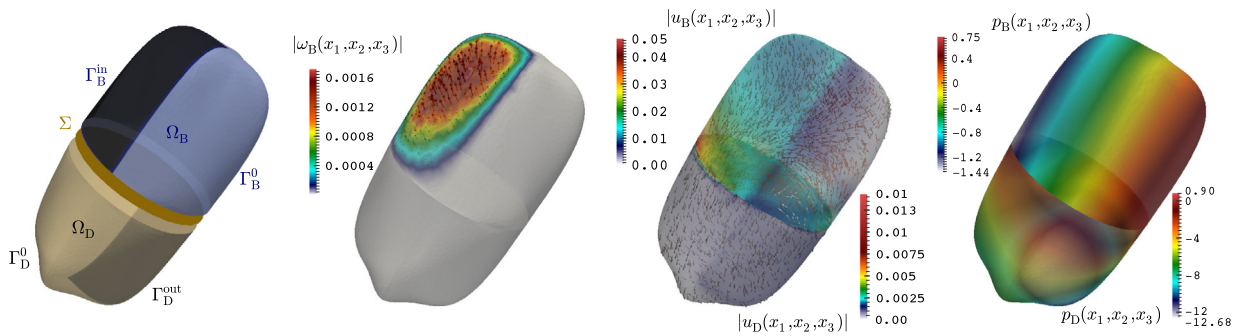 Γ_B^in
Σ
Ω_B
Γ_B^0
Ω_D
Γ_D^0
Γ_D^out
|ω_B(x_1,x_2,x_3)|
0.0016
0.0012
0.0008
0.0004
|u_B(x_1,x_2,x_3)|
0.05
0.04
0.03
0.02
0.01
0.00
0.01
0.013
0.01
0.0075
0.005
0.0025
0.00
|u_D(x_1,x_2,x_3)|
p_B(x_1,x_2,x_3)
0.75
0.4
0
-0.4
-0.8
-1.2
-1.44
0.90
0
-4
-8
-12
-12.68
p_D(x_1,x_2,x_3)